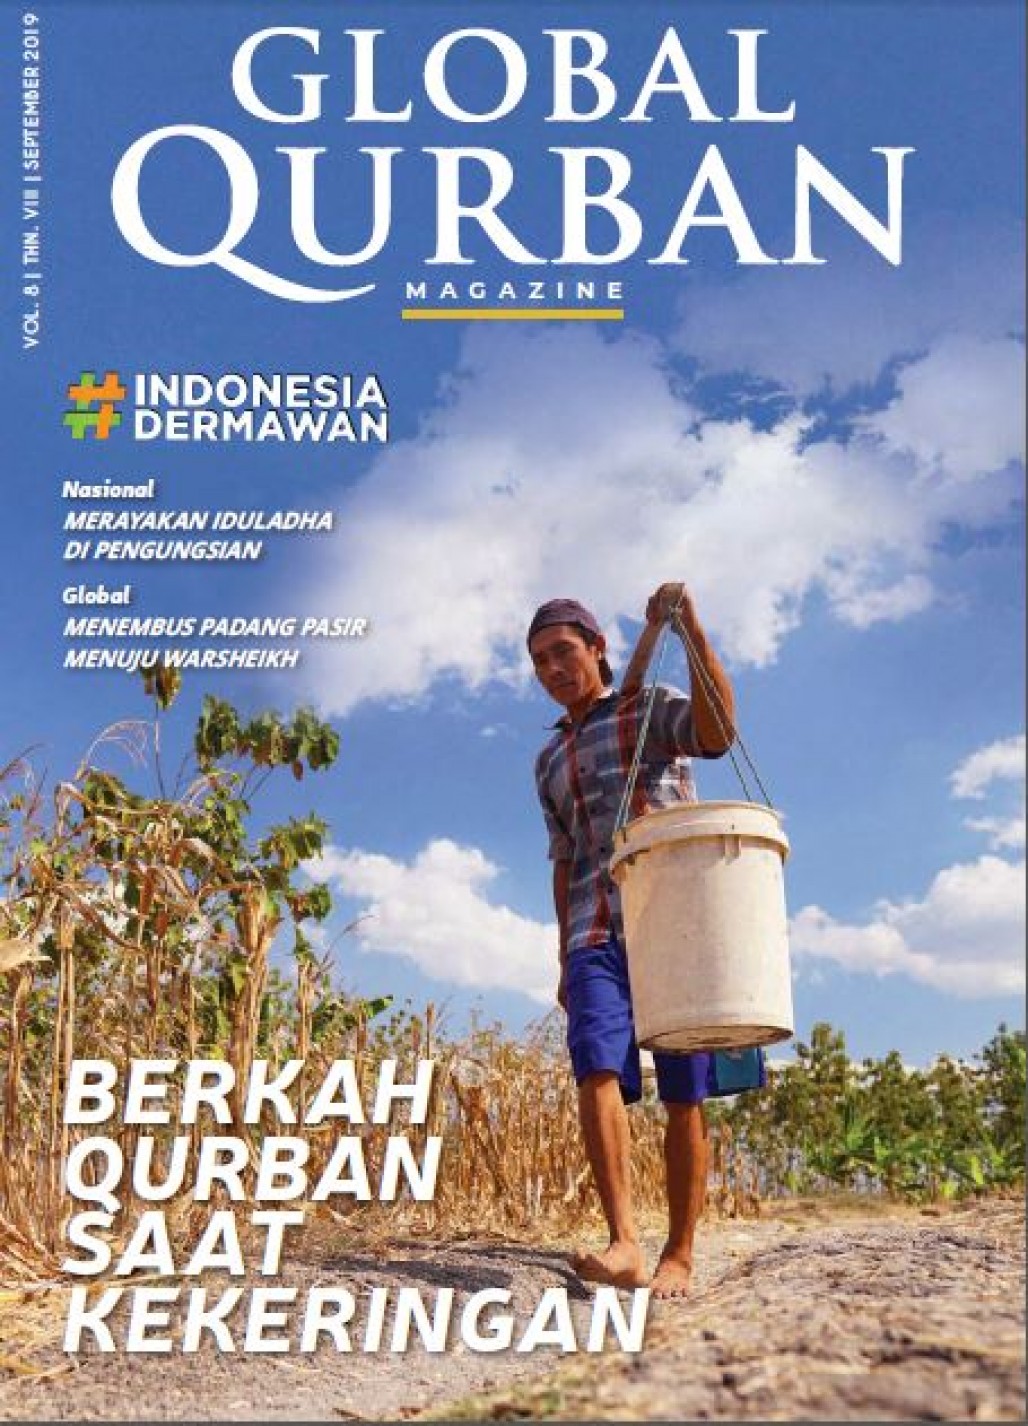 VOL. 8 | THN. VIII | SEPTEMBER 2019
GLOBAL
QURBAN
MAGAZINE
#INDONESIA
DERMAWAN
Nasional
MERAYAKAN IDULADHA
DI PENGUNGSIAN
Global
MENEMBUS PADANG PASIR
MENUJU WARSHEIKH
BERKAH
QURBAN
SAAT
KEKERINGAN